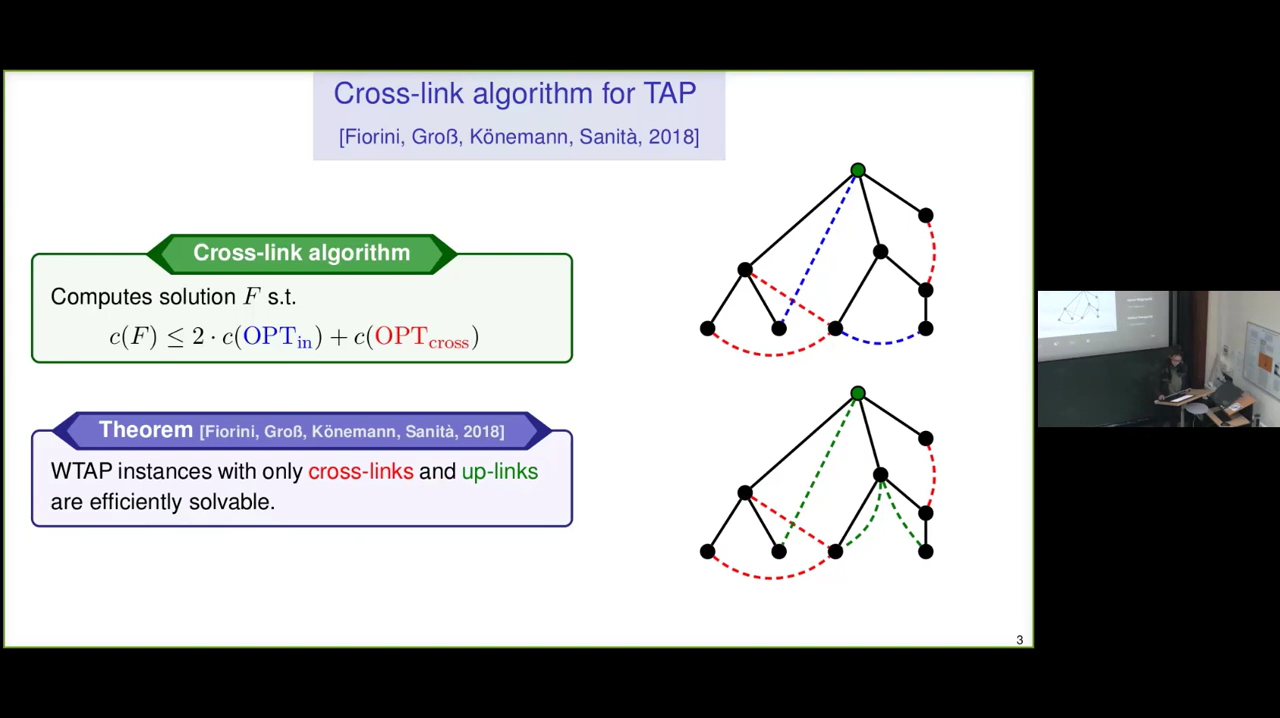 Cross-link algorithm for TAP
[Fiorini, Groß, Könemann, Sanità, 2018]
Cross-link algorithm
Computes solution F s.t.
c(F) ≤ 2 · c(OPT_in) + c(OPT_cross)
Theorem [Fiorini, Groß, Könemann, Sanità, 2018]
WTAP instances with only cross-links and up-links
are efficiently solvable.
3